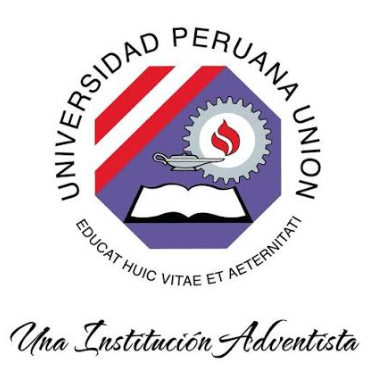 UNIVERSIDAD PERUANA UNION
EDUCAT HUIC VITAE ET AETERNITATI
Una Institución Adventista